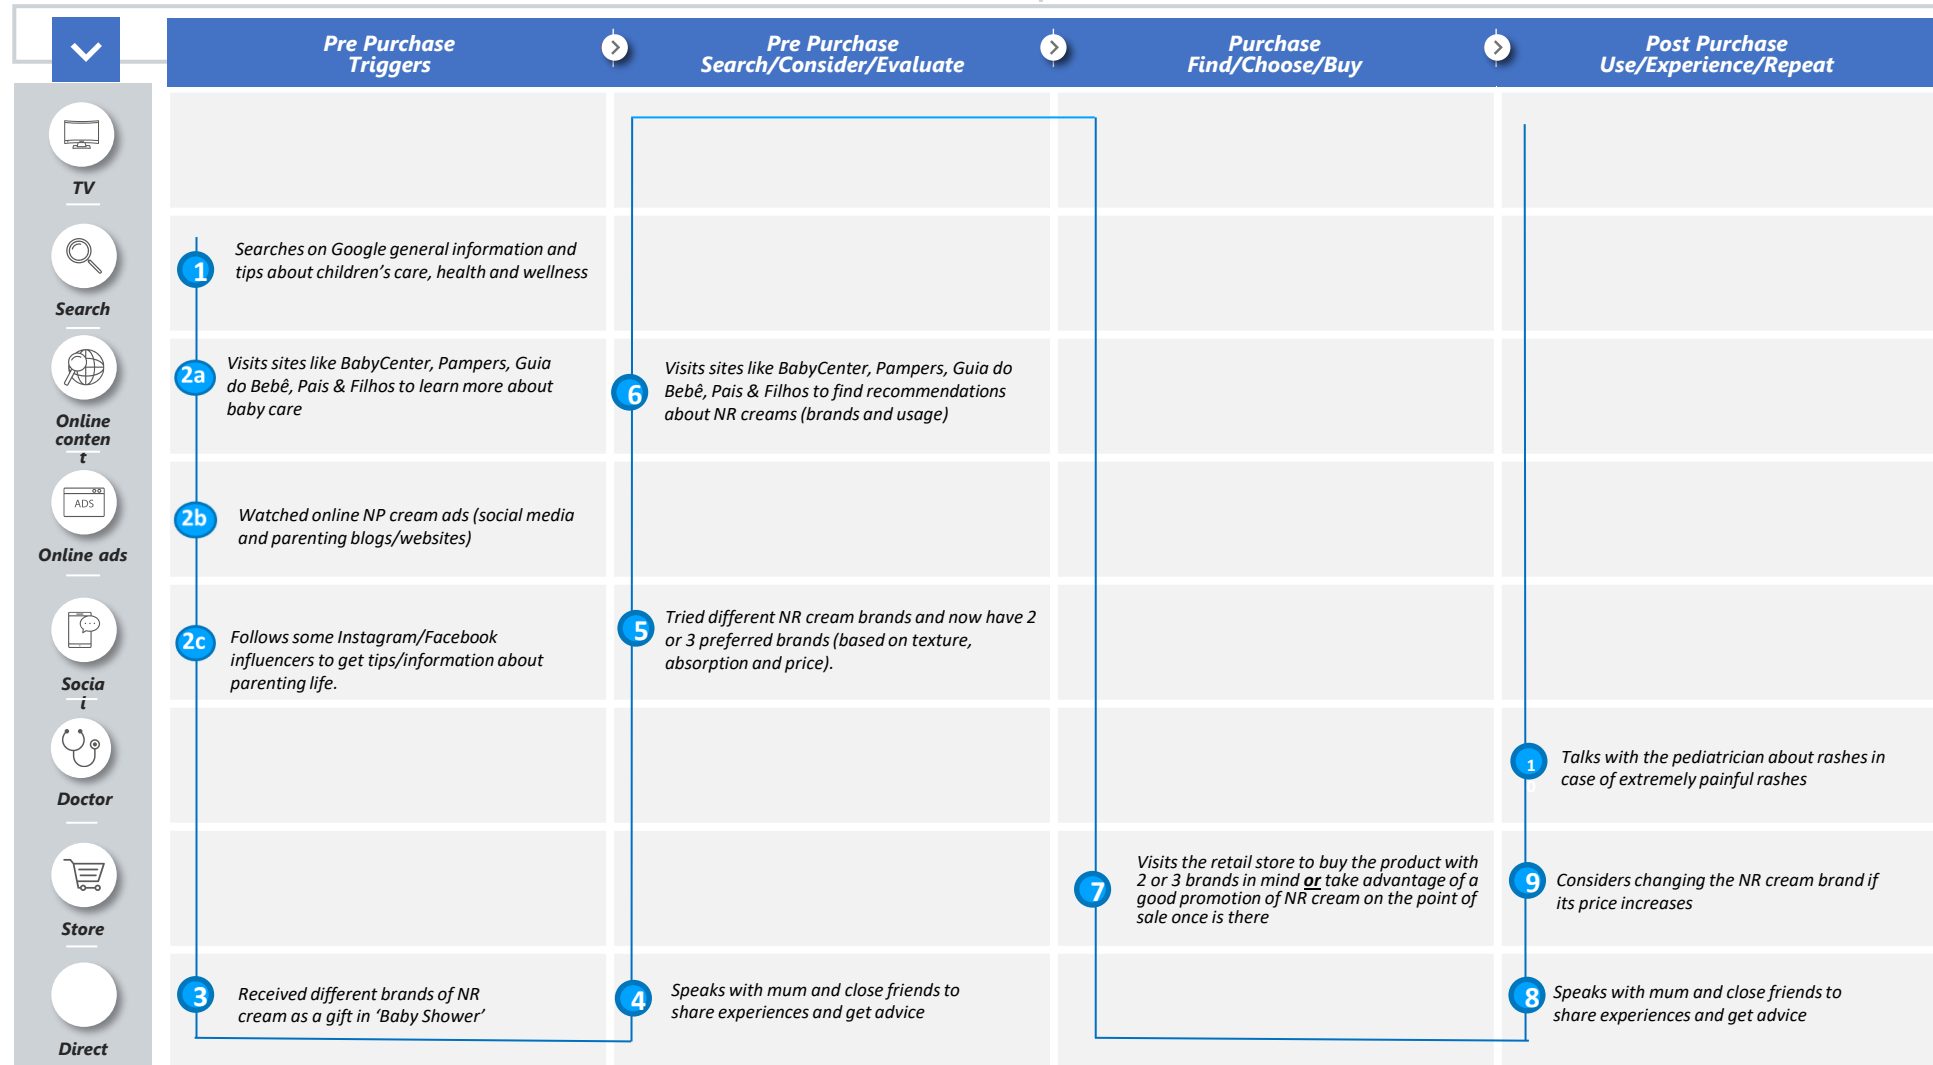 Pre Purchase
Triggers
Pre Purchase
Search/Consider/Evaluate
Purchase
Find/Choose/Buy
Post Purchase
Use/Experience/Repeat
TV
Search
1
Searches on Google general information and
tips about children's care, health and wellness
Online
conten
t
2a
Visits sites like BabyCenter, Pampers, Guia
do Bebê, Pais & Filhos to learn more about
baby care
6
Visits sites like BabyCenter, Pampers, Guia do
Bebê, Pais & Filhos to find recommendations
about NR creams (brands and usage)
ADS
Online ads
2b
Watched online NP cream ads (social media
and parenting blogs/websites)
Socia
l
2c
Follows some Instagram/Facebook
influencers to get tips/information about
parenting life.
5
Tried different NR cream brands and now have 2
or 3 preferred brands (based on texture,
absorption and price).
Doctor
1
0
Talks with the pediatrician about rashes in
case of extremely painful rashes
Store
7
Visits the retail store to buy the product with
2 or 3 brands in mind or take advantage of a
good promotion of NR cream on the point of
sale once is there
9
Considers changing the NR cream brand if
its price increases
Direct
3
Received different brands of NR
cream as a gift in ‘Baby Shower’
4
Speaks with mum and close friends to
share experiences and get advice
8
Speaks with mum and close friends to
share experiences and get advice